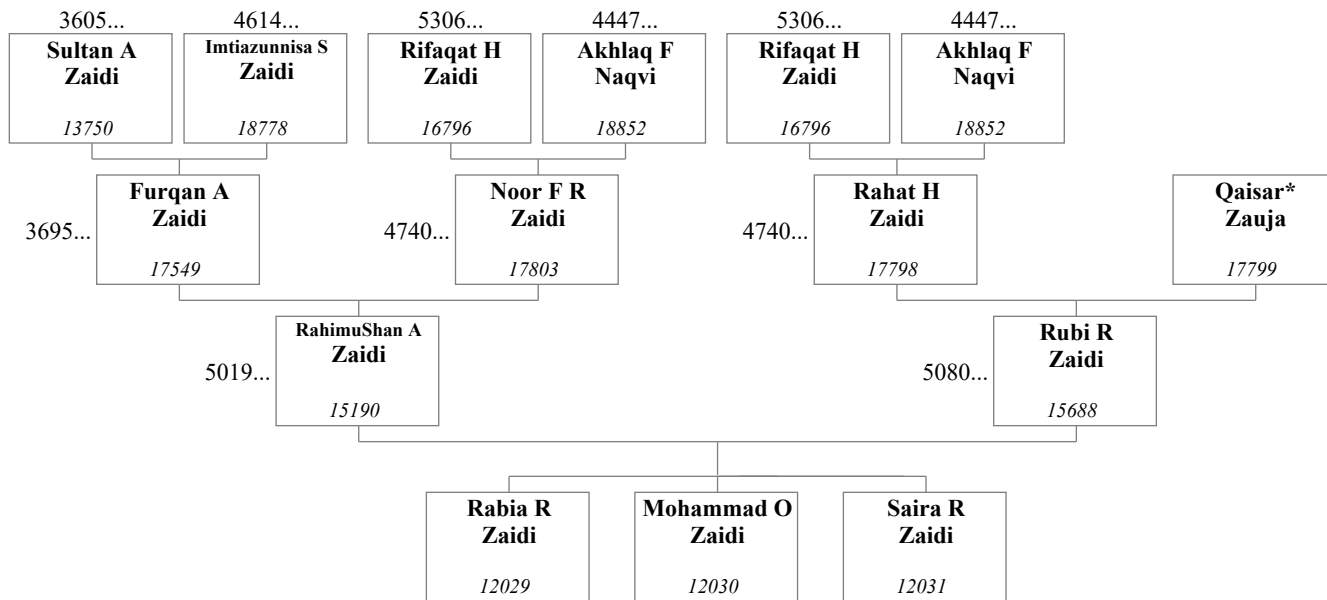 3605... 4614... 5306... 4447... 5306... 4447...
Sultan A
Zaidi
13750
Imtiazunnisa S
Zaidi
18778
Rifaqat H
Zaidi
16796
Akhlaq F
Naqvi
18852
Rifaqat H
Zaidi
16796
Akhlaq F
Naqvi
18852
3695...
Furqan A
Zaidi
17549
4740...
Noor F R
Zaidi
17803
4740...
Rahat H
Zaidi
17798
Qaisar*
Zauja
17799
5019...
RahimuShan A
Zaidi
15190
5080...
Rubi R
Zaidi
15688
Rabia R
Zaidi
12029
Mohammad O
Zaidi
12030
Saira R
Zaidi
12031